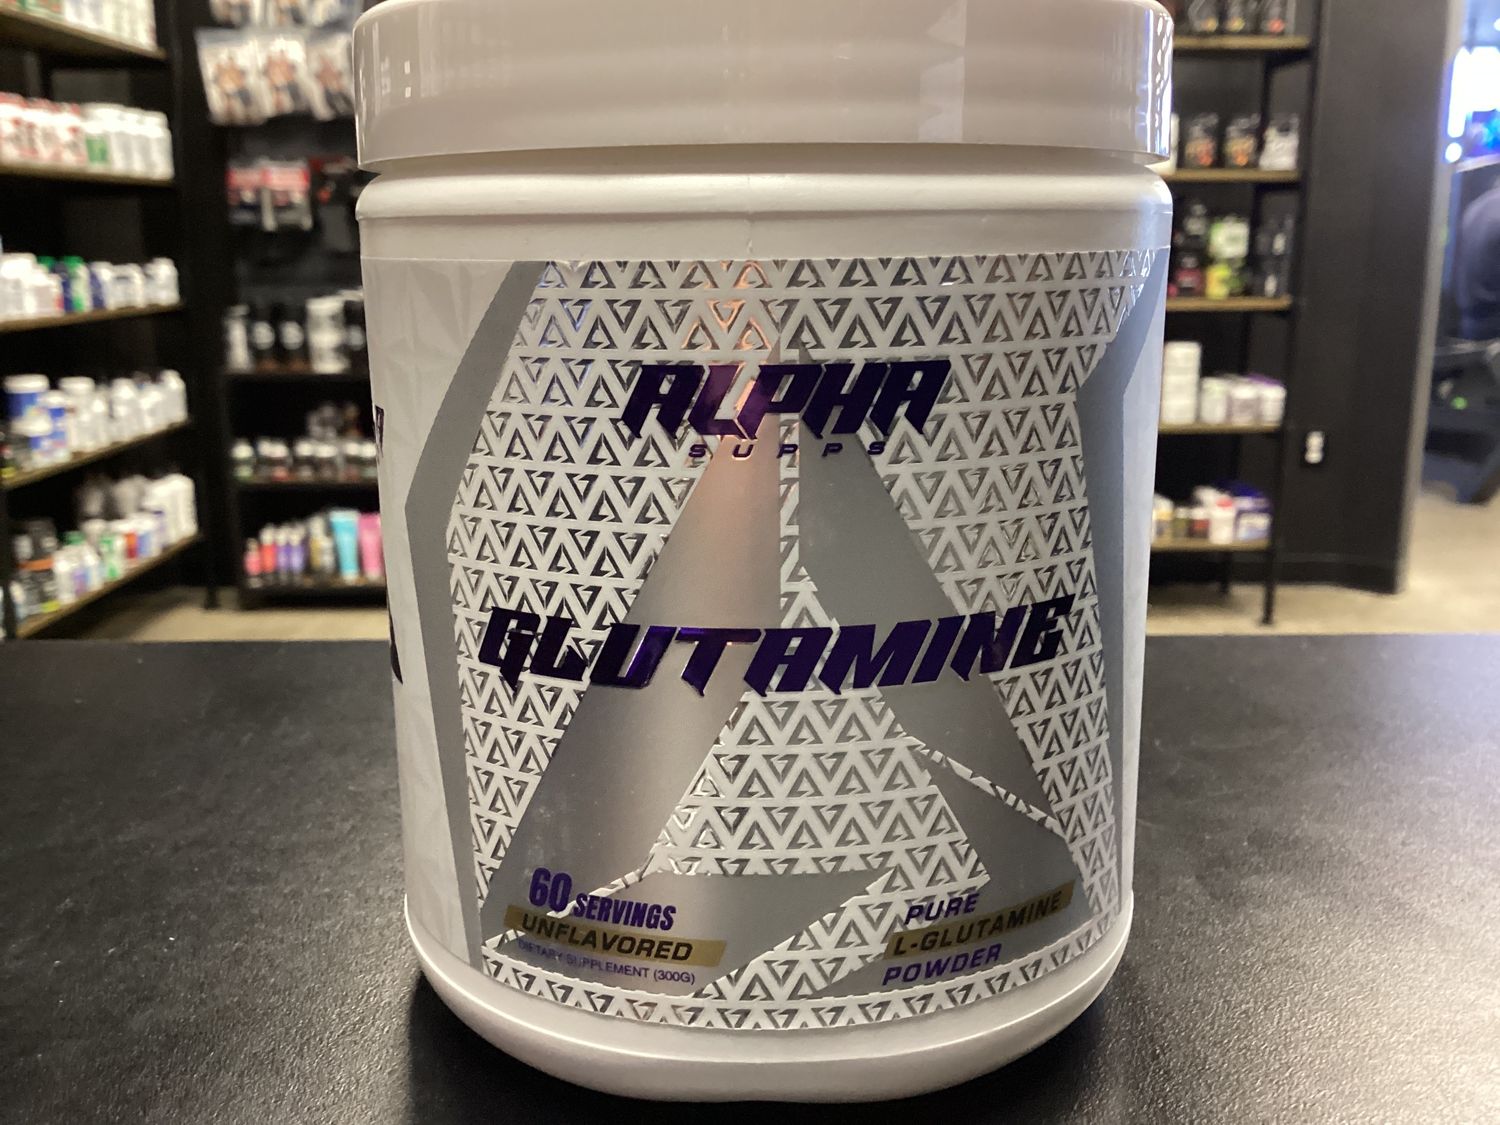 ALPHA
SUPPS
GLUTAMINE
60 SERVINGS
UNFLAVORED
DIETARY SUPPLEMENT (300G)
PURE
L-GLUTAMINE
POWDER